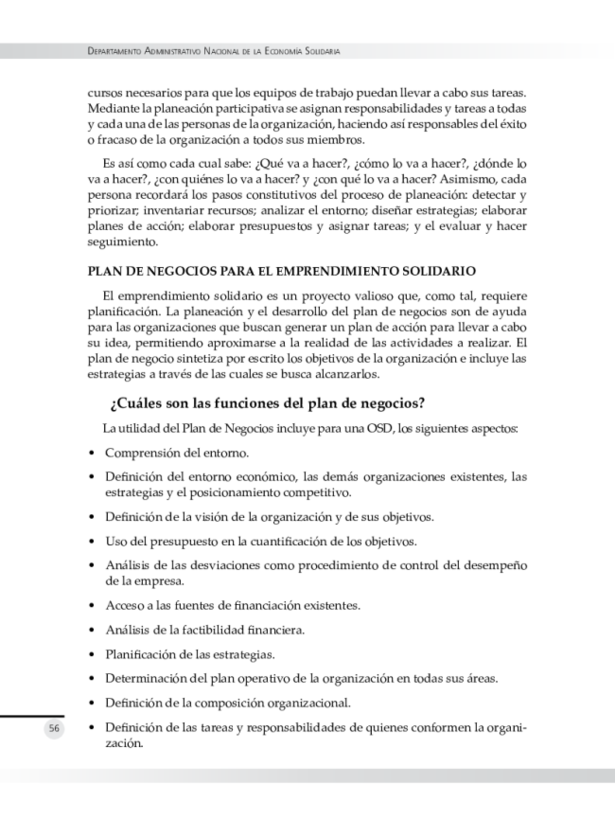 Departamento Administrativo Nacional de la Economía Solidaria
cursos necesarios para que los equipos de trabajo puedan llevar a cabo sus tareas.
Mediante la planeación participativa se asignan responsabilidades y tareas a todas
y cada una de las personas de la organización, haciendo así responsables del éxito
o fracaso de la organización a todos sus miembros.
Es así como cada cual sabe: ¿Qué va a hacer?, ¿cómo lo va a hacer?, ¿dónde lo
va a hacer?, ¿con quiénes lo va a hacer? y ¿con qué lo va a hacer? Asimismo, cada
persona recordará los pasos constitutivos del proceso de planeación: detectar y
priorizar; inventariar recursos; analizar el entorno; diseñar estrategias; elaborar
planes de acción; elaborar presupuestos y asignar tareas; y el evaluar y hacer
seguimiento.
PLAN DE NEGOCIOS PARA EL EMPRENDIMIENTO SOLIDARIO
El emprendimiento solidario es un proyecto valioso que, como tal, requiere
planificación. La planeación y el desarrollo del plan de negocios son de ayuda
para las organizaciones que buscan generar un plan de acción para llevar a cabo
su idea, permitiendo aproximarse a la realidad de las actividades a realizar. El
plan de negocio sintetiza por escrito los objetivos de la organización e incluye las
estrategias a través de las cuales se busca alcanzarlos.
¿Cuáles son las funciones del plan de negocios?
La utilidad del Plan de Negocios incluye para una OSD, los siguientes aspectos:
• Comprensión del entorno.
• Definición del entorno económico, las demás organizaciones existentes, las
estrategias y el posicionamiento competitivo.
• Definición de la visión de la organización y de sus objetivos.
• Uso del presupuesto en la cuantificación de los objetivos.
• Análisis de las desviaciones como procedimiento de control del desempeño
de la empresa.
• Acceso a las fuentes de financiación existentes.
• Análisis de la factibilidad financiera.
• Planificación de las estrategias.
• Determinación del plan operativo de la organización en todas sus áreas.
• Definición de la composición organizacional.
• Definición de las tareas y responsabilidades de quienes conformen la organi-
zación.
56